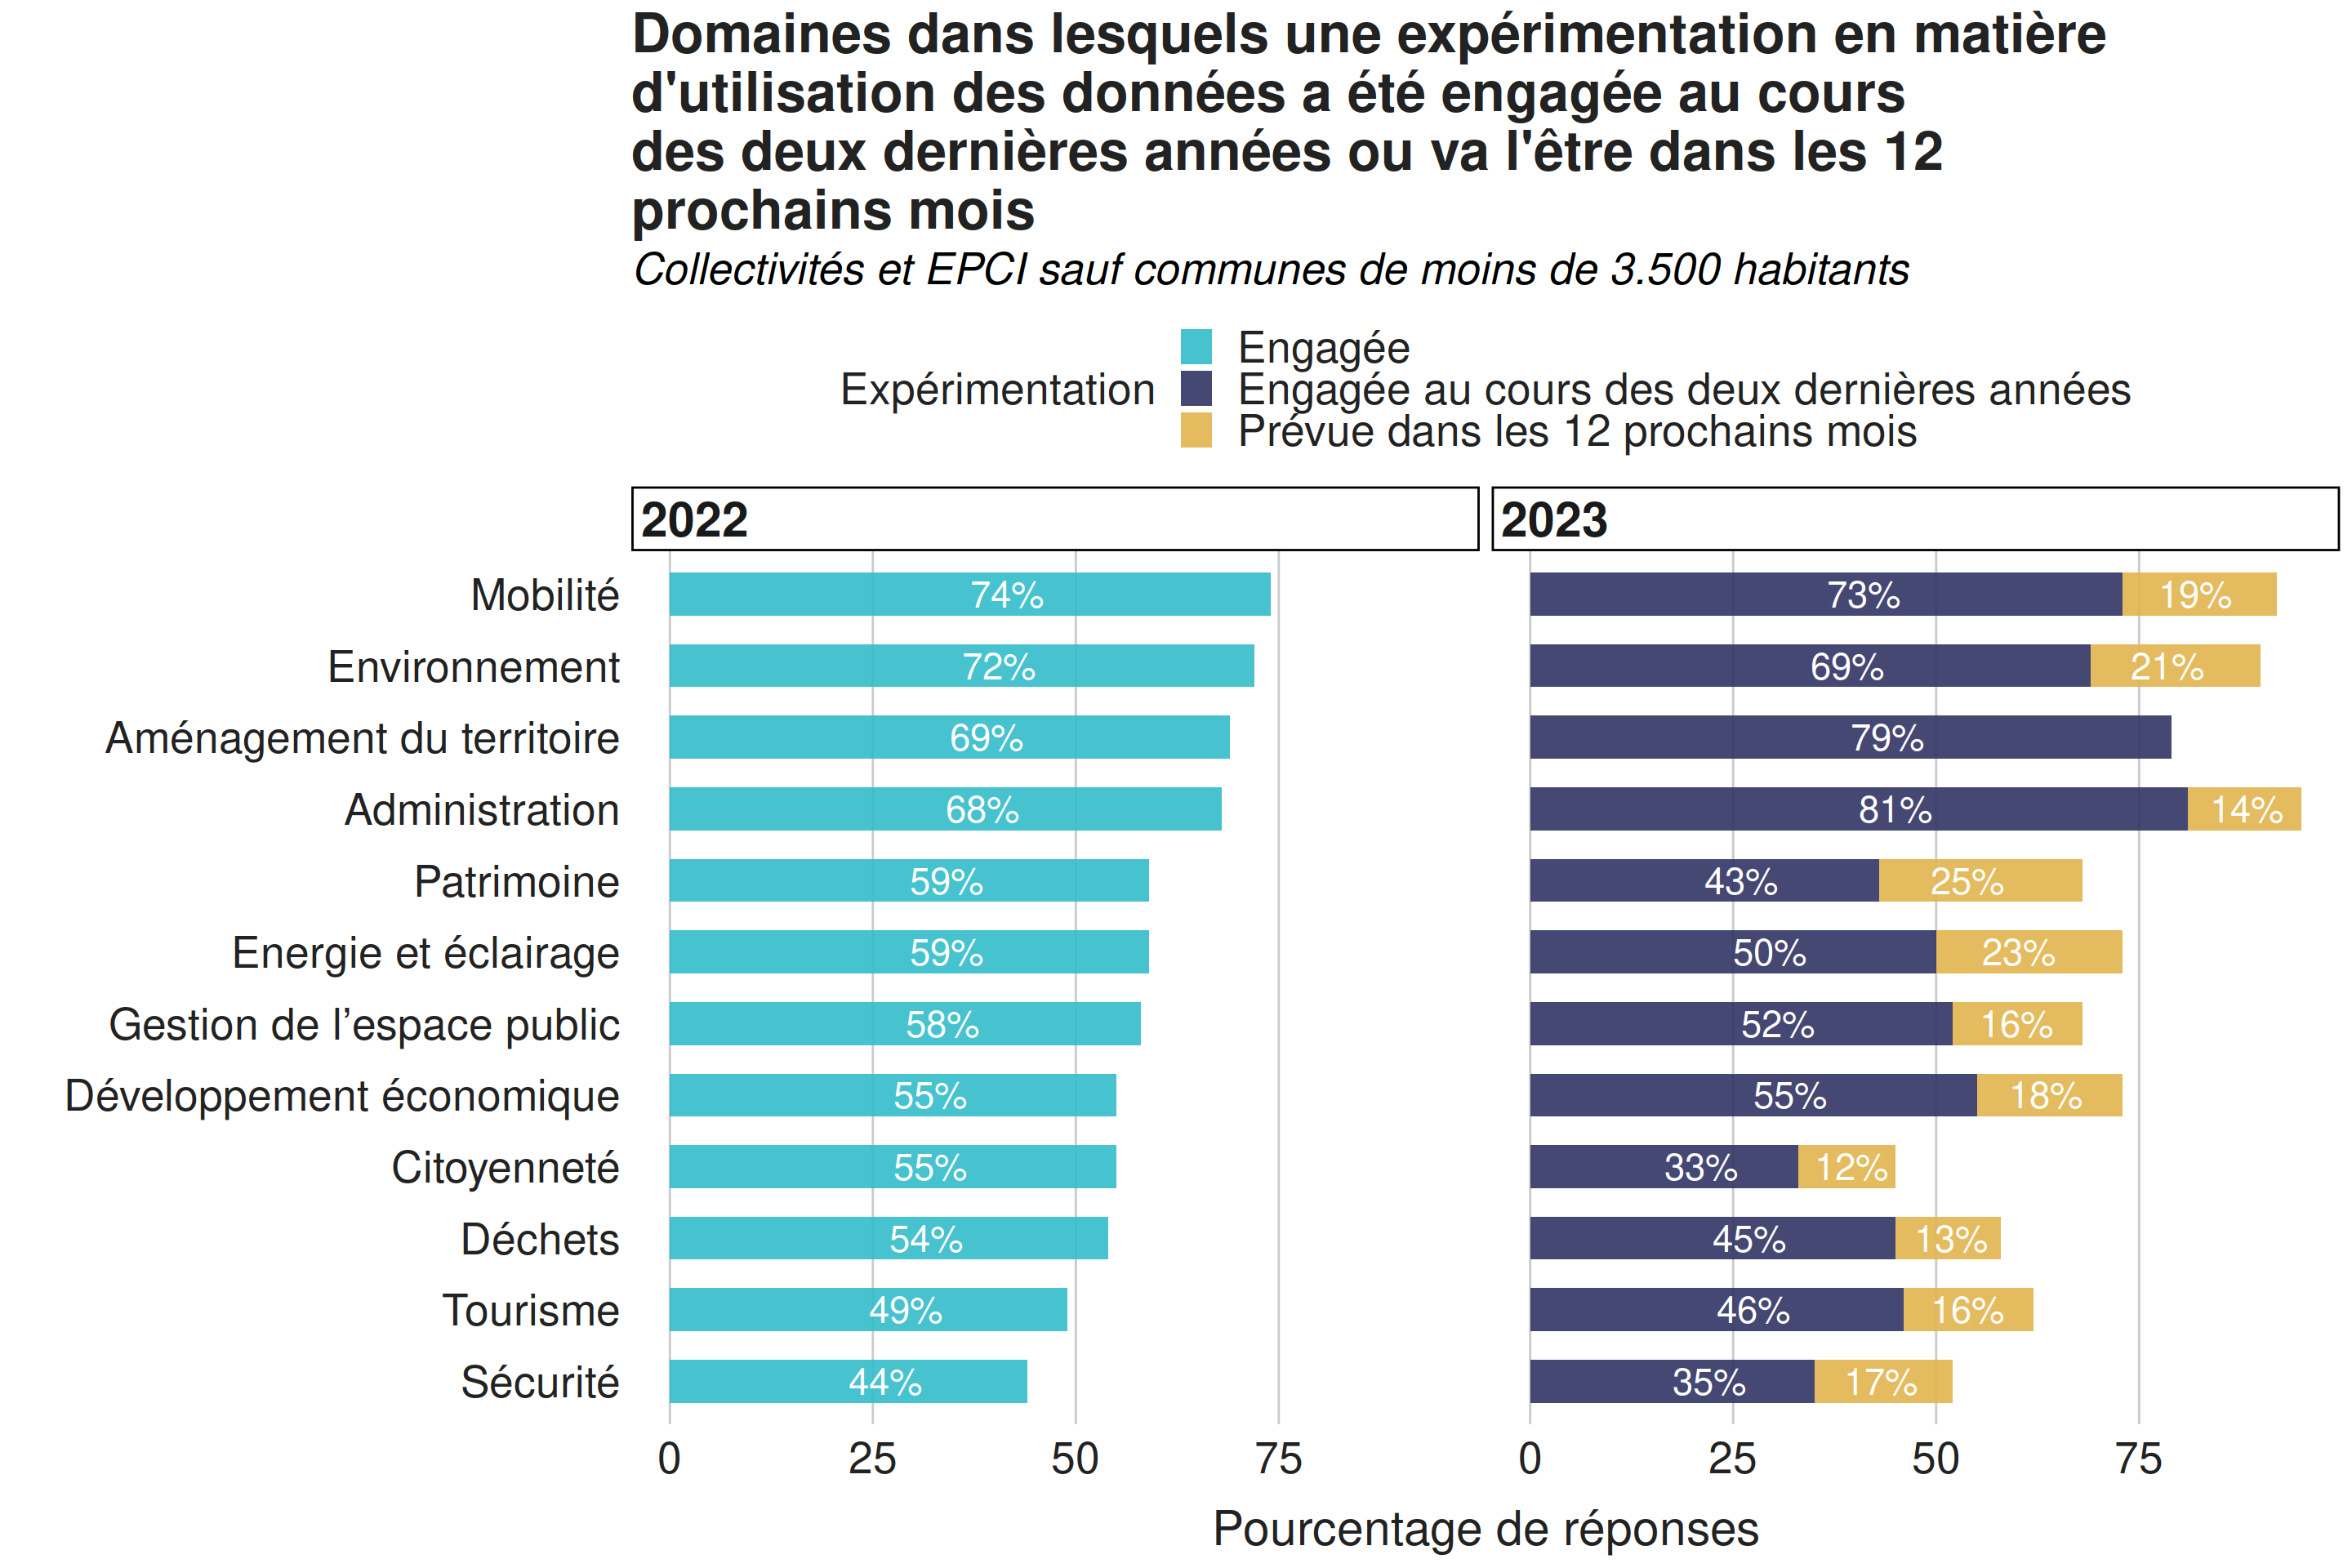 Domaines dans lesquels une expérimentation en matière
d'utilisation des données a été engagée au cours
des deux dernières années ou va l'être dans les 12
prochains mois
Collectivités et EPCI sauf communes de moins de 3.500 habitants
Expérimentation
Engagée
Engagée au cours des deux dernières années
Prévue dans les 12 prochains mois
2022 2023
Mobilité 74% 73% 19%
Environnement 72% 69% 21%
Aménagement du territoire 69% 79%
Administration 68% 81% 14%
Patrimoine 59% 43% 25%
Energie et éclairage 59% 50% 23%
Gestion de l’espace public 58% 52% 16%
Développement économique 55% 55% 18%
Citoyenneté 55% 33% 12%
Déchets 54% 45% 13%
Tourisme 49% 46% 16%
Sécurité 44% 35% 17%
0 25 50 75 0 25 50 75
Pourcentage de réponses